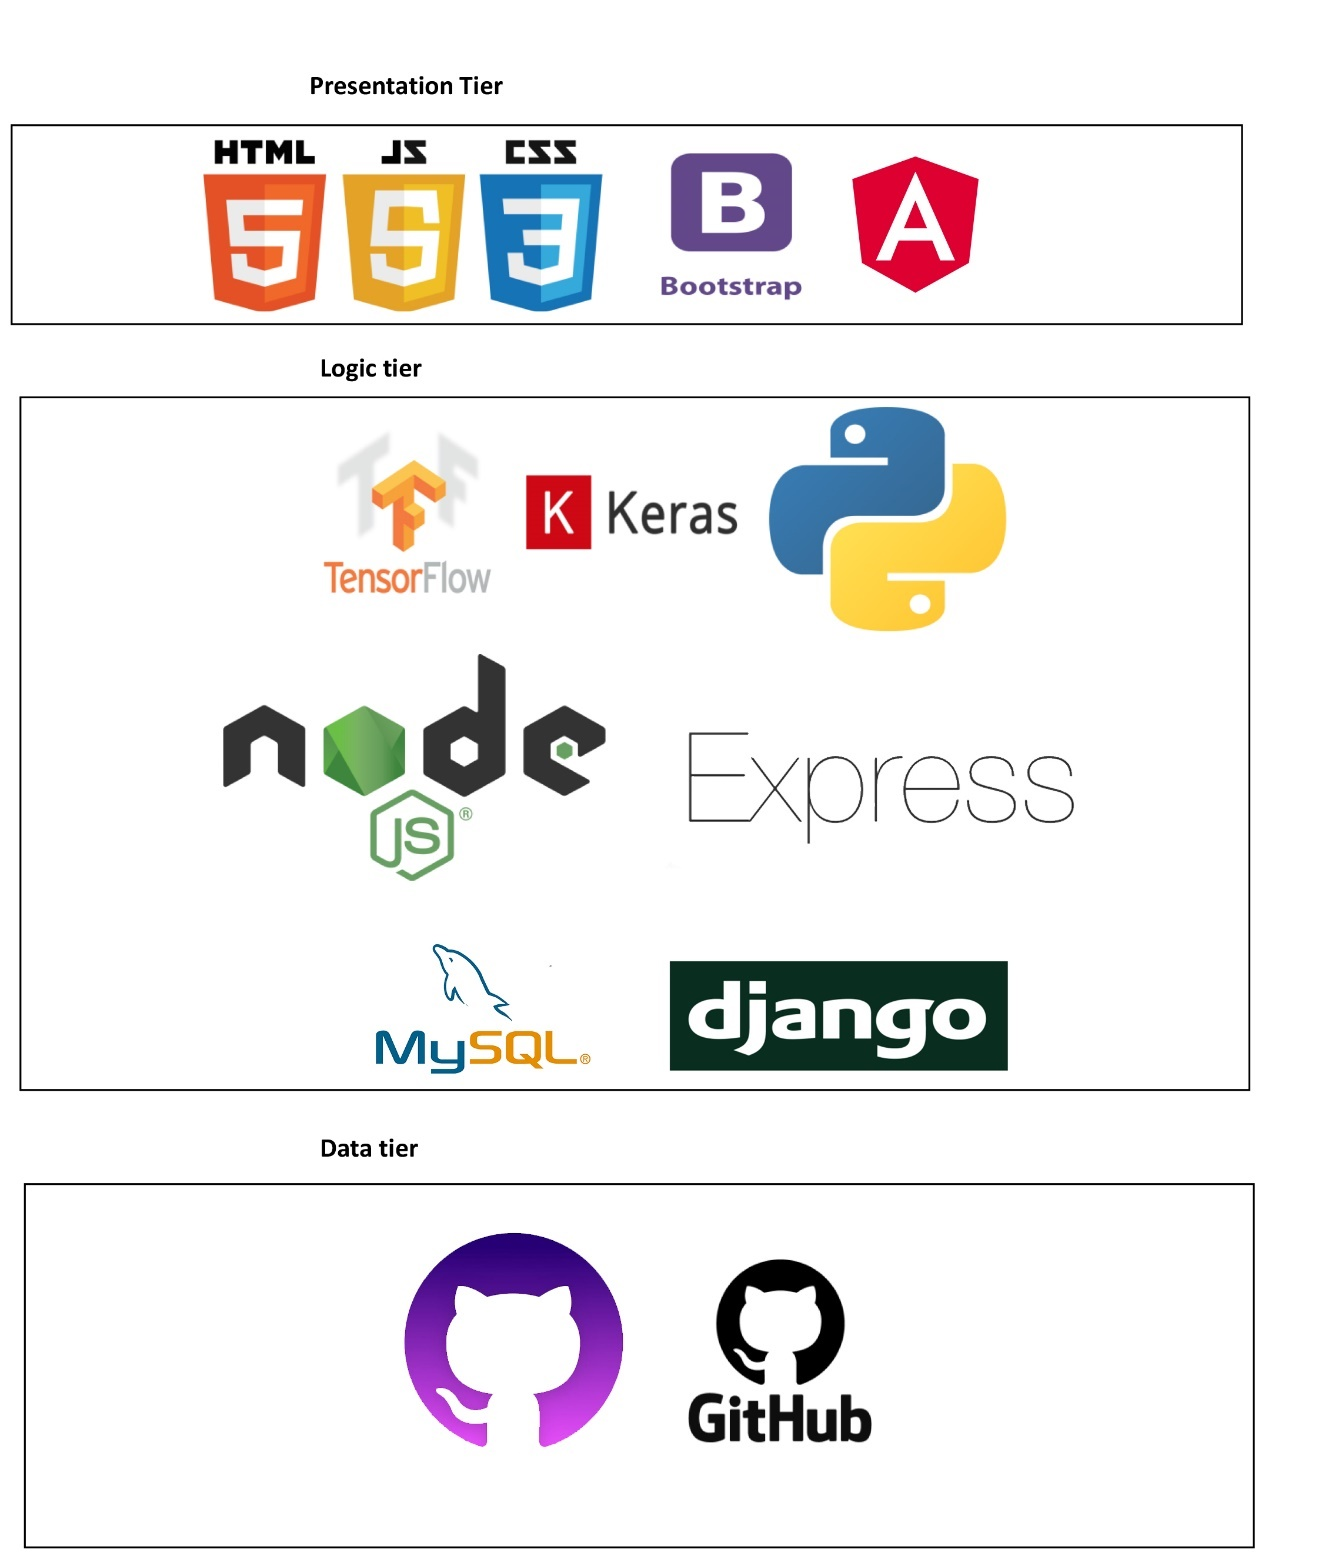 Presentation Tier
HTML JS CSS
5 S 3 B A
Bootstrap
Logic tier
TF
K Keras
TensorFlow
node
JS®
Express
MySQL®
django
Data tier
GitHub